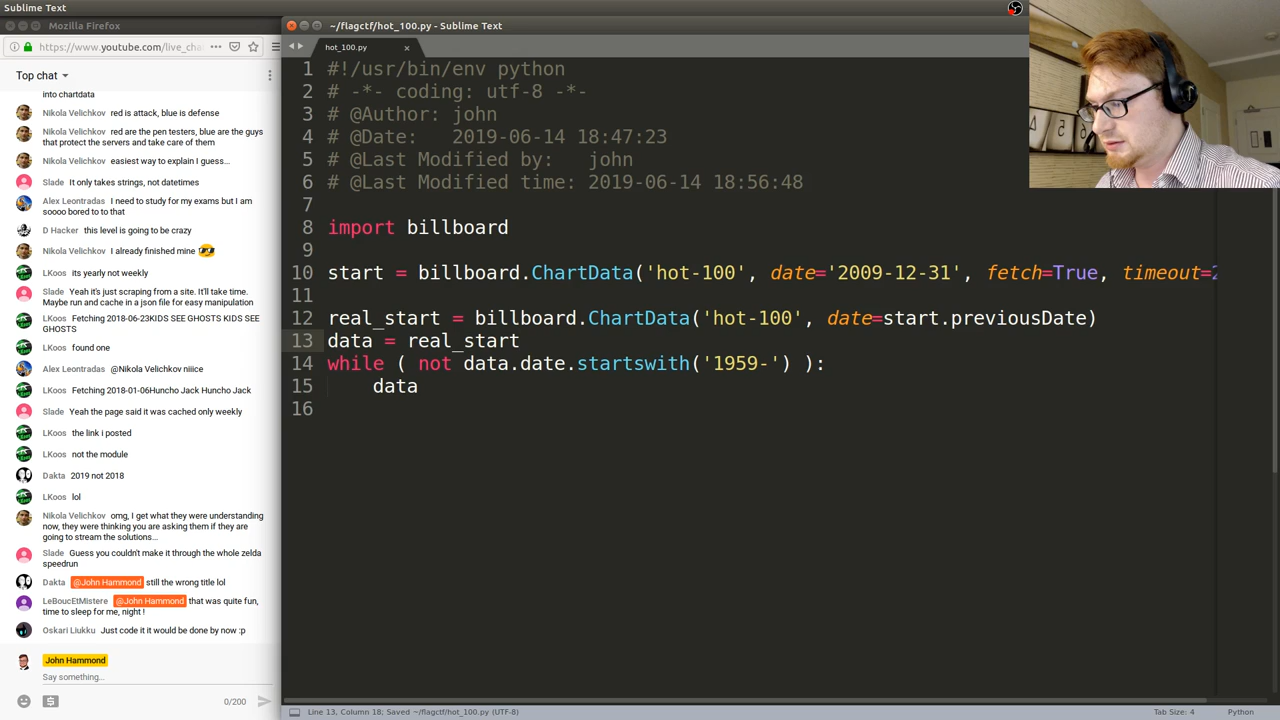 Sublime Text
Mozilla Firefox
https://www.youtube.com/live_cha
Top chat
into chartdata
Nikola Velichkov red is attack, blue is defense
Nikola Velichkov red are the pen testers, blue are the guys
that protect the servers and take care of them
Nikola Velichkov easiest way to explain I guess...
Slade It only takes strings, not datetimes
Alex Leontradas I need to study for my exams but I am
soooo bored to to that
D Hacker this level is going to be crazy
Nikola Velichkov I already finished mine
LKoos its yearly not weekly
Slade Yeah it's just scraping from a site. It'll take time.
Maybe run and cache in a json file for easy manipulation
LKoos Fetching 2018-06-23KIDS SEE GHOSTS KIDS SEE
GHOSTS
LKoos found one
Alex Leontradas @Nikola Velichkov niiice
LKoos Fetching 2018-01-06Huncho Jack Huncho Jack
Slade Yeah the page said it was cached only weekly
LKoos the link i posted
LKoos not the module
Dakta 2019 not 2018
LKoos lol
Nikola Velichkov omg, I get what they were understanding
now, they were thinking you are asking them if they are
going to stream the solutions...
Slade Guess you couldn't make it through the whole zelda
speedrun
Dakta @John Hammond still the wrong title lol
LeBoucEtMistere @John Hammond that was quite fun,
time to sleep for me, night !
Oskari Liukku Just code it it would be done by now :p
John Hammond
Say something...
0/200
~/flagctf/hot_100.py - Sublime Text
hot_100.py
1 #!/usr/bin/env python
2 # -*- coding: utf-8 -*-
3 # @Author: john
4 # @Date:   2019-06-14 18:47:23
5 # @Last Modified by:   john
6 # @Last Modified time: 2019-06-14 18:56:48
7
8 import billboard
9
10 start = billboard.ChartData('hot-100', date='2009-12-31', fetch=True, timeout=2
11
12 real_start = billboard.ChartData('hot-100', date=start.previousDate)
13 data = real_start
14 while ( not data.date.startswith('1959-') ):
15     data
16
Line 13, Column 18; Saved ~/flagctf/hot_100.py (UTF-8)
Tab Size: 4
Python